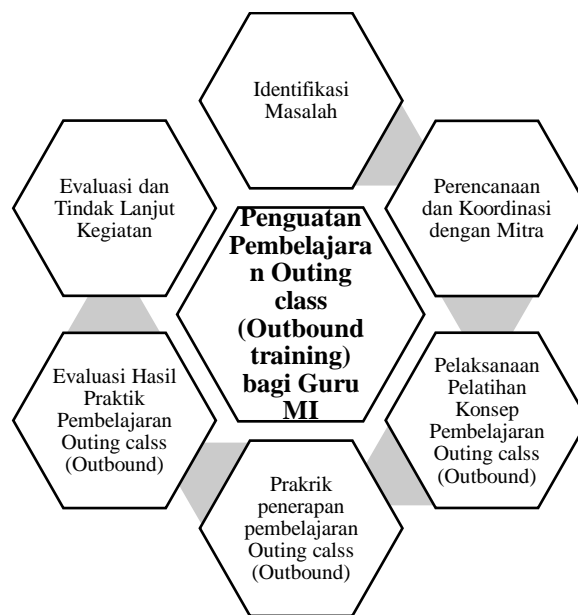 Identifikasi
Masalah
Perencanaan
dan Koordinasi
dengan Mitra
Pelaksanaan
Pelatihan
Konsep
Pembelajaran
Outing calss
(Outbound)
Prakrik
penerapan
pembelajaran
Outing calss
(Outbound)
Evaluasi Hasil
Praktik
Pembelajaran
Outing calss
(Outbound)
Evaluasi dan
Tindak Lanjut
Kegiatan
Penguatan
Pembelajara
n Outing
class
(Outbound
training)
bagi Guru
MI